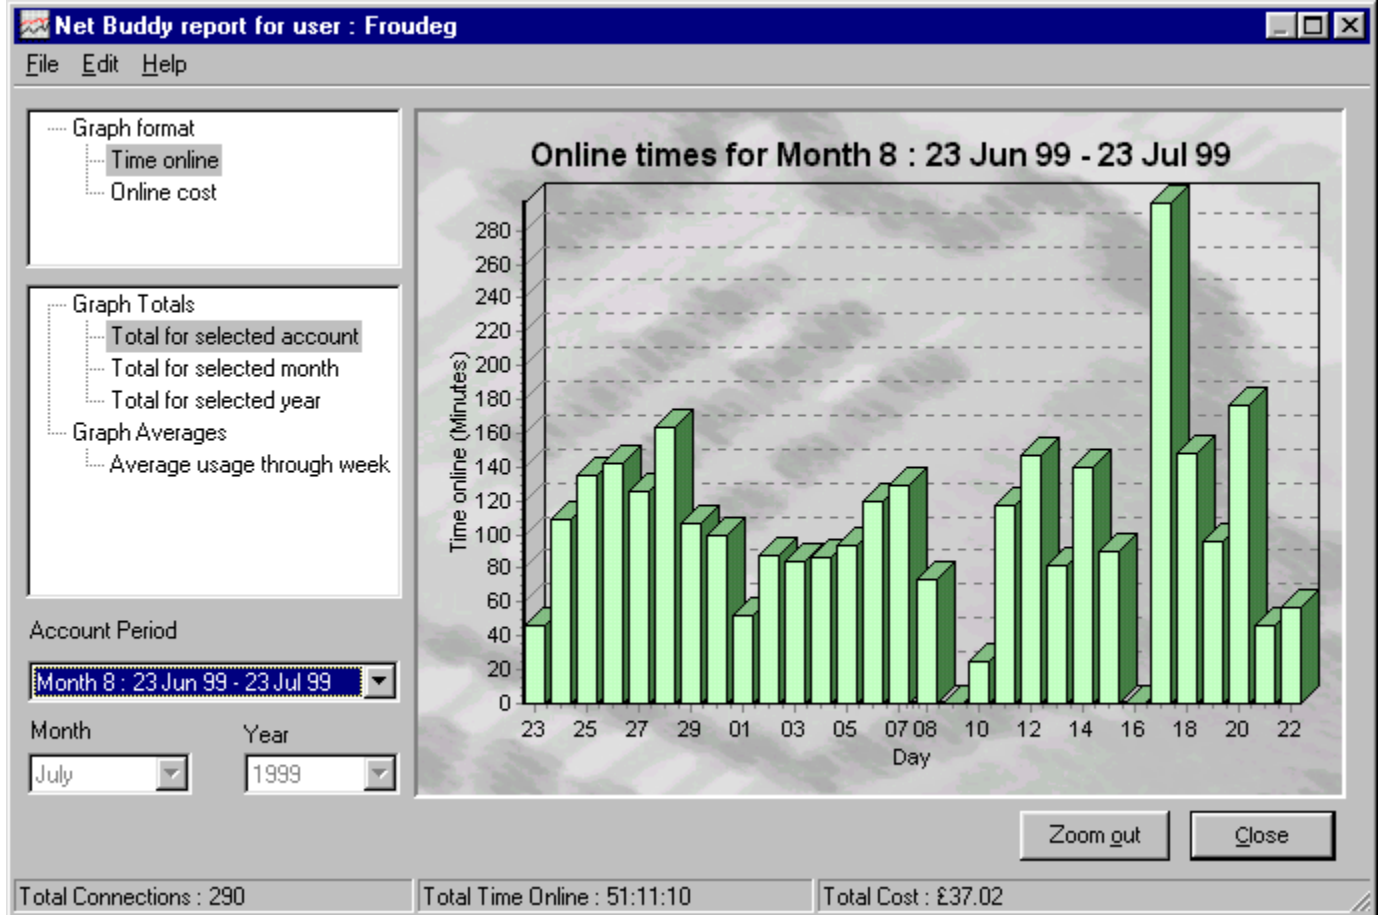 Net Buddy report for user : Froudeg
File Edit Help
Graph format
Time online
Online cost
Graph Totals
Total for selected account
Total for selected month
Total for selected year
Graph Averages
Average usage through week
Account Period
Month 8 : 23 Jun 99 - 23 Jul 99
Month
Year
July
1999
Online times for Month 8 : 23 Jun 99 - 23 Jul 99
Time online (Minutes)
280
260
240
220
200
180
160
140
120
100
80
60
40
20
0
23 25 27 29 01 03 05 07 08 10 12 14 16 18 20 22
Day
Zoom out
Close
Total Connections : 290
Total Time Online : 51:11:10
Total Cost : £37.02